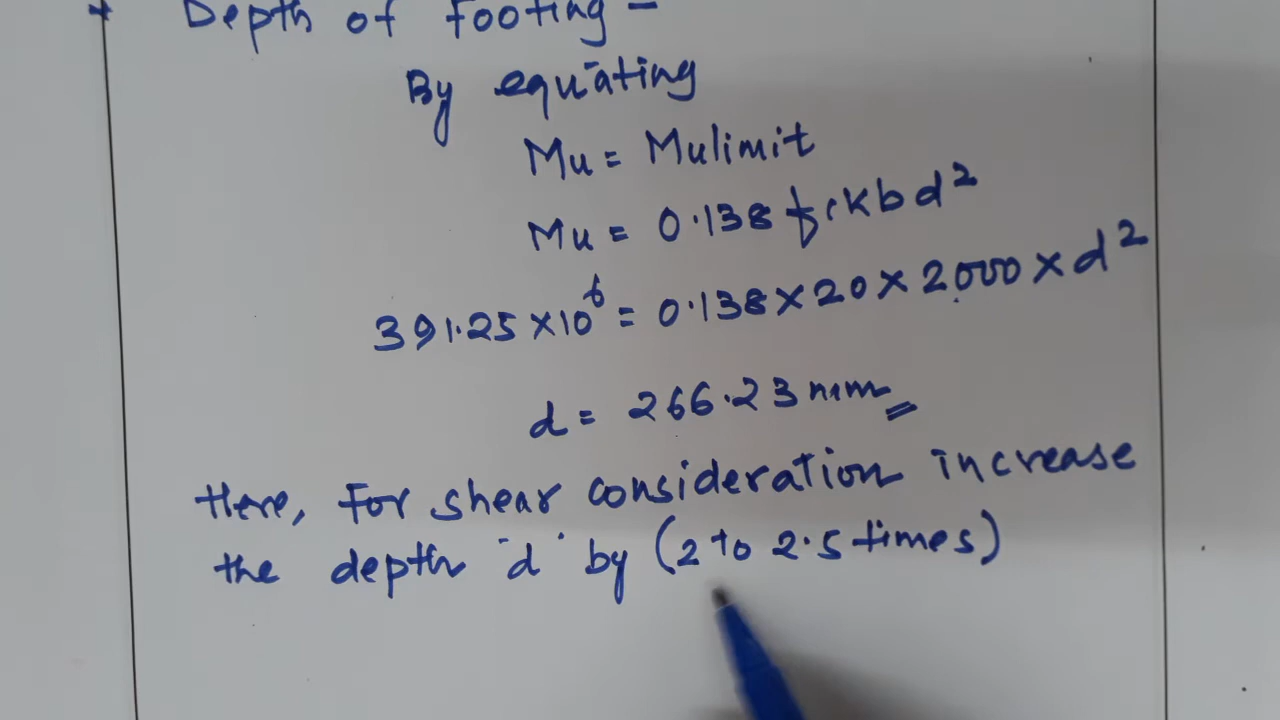 * Depth of Footing -
By equating
Mu = Mulimit
Mu = 0.138 fck bd²
391.25 × 10⁶ = 0.138 × 20 × 2000 × d²
d = 266.23 mm
Here, For shear consideration increase
the depth "d" by (2 to 2.5 times)